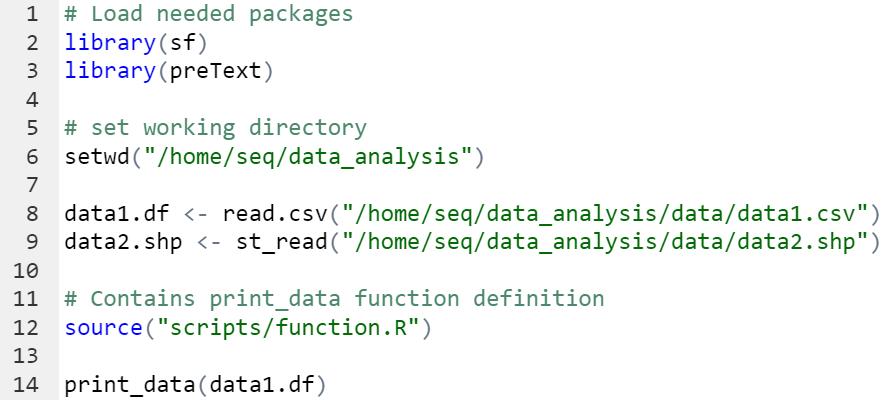 1 # Load needed packages
2 library(sf)
3 library(preText)
4
5 # set working directory
6 setwd("/home/seq/data_analysis")
7
8 data1.df <- read.csv("/home/seq/data_analysis/data/data1.csv")
9 data2.shp <- st_read("/home/seq/data_analysis/data/data2.shp")
10
11 # Contains print_data function definition
12 source("scripts/function.R")
13
14 print_data(data1.df)